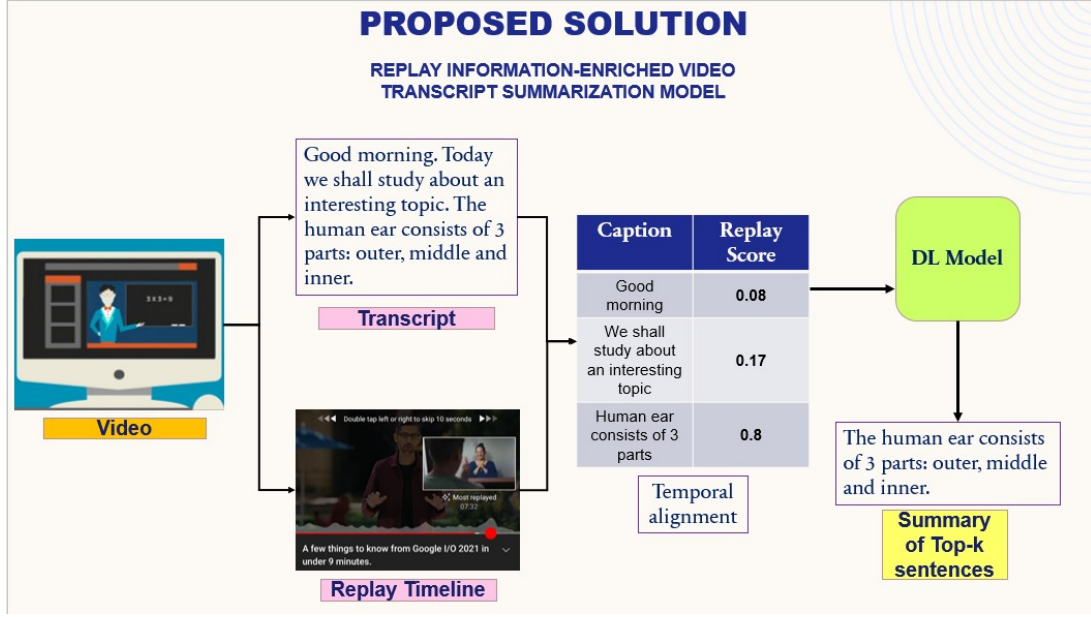 PROPOSED SOLUTION
REPLAY INFORMATION-ENRICHED VIDEO
TRANSCRIPT SUMMARIZATION MODEL
Good morning. Today
we shall study about an
interesting topic. The
human ear consists of 3
parts: outer, middle and
inner.
Transcript
3 X 3 = 9
Video
Double tap left or right to skip 10 seconds
Most replayed
07:32
A few things to know from Google I/O 2021 in
under 9 minutes.
Replay Timeline
Caption
Replay
Score
Good
morning
0.08
We shall
study about
an interesting
topic
0.17
Human ear
consists of 3
parts
0.8
Temporal
alignment
DL Model
The human ear consists
of 3 parts: outer, middle
and inner.
Summary
of Top-k
sentences